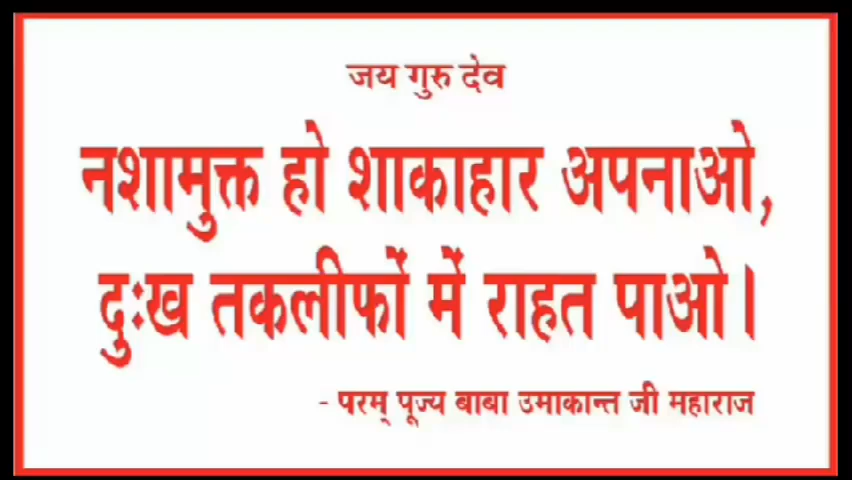 जय गुरु देव
नशामुक्त हो शाकाहार अपनाओ,
दुःख तकलीफों में राहत पाओ।
- परम् पूज्य बाबा उमाकान्त जी महाराज